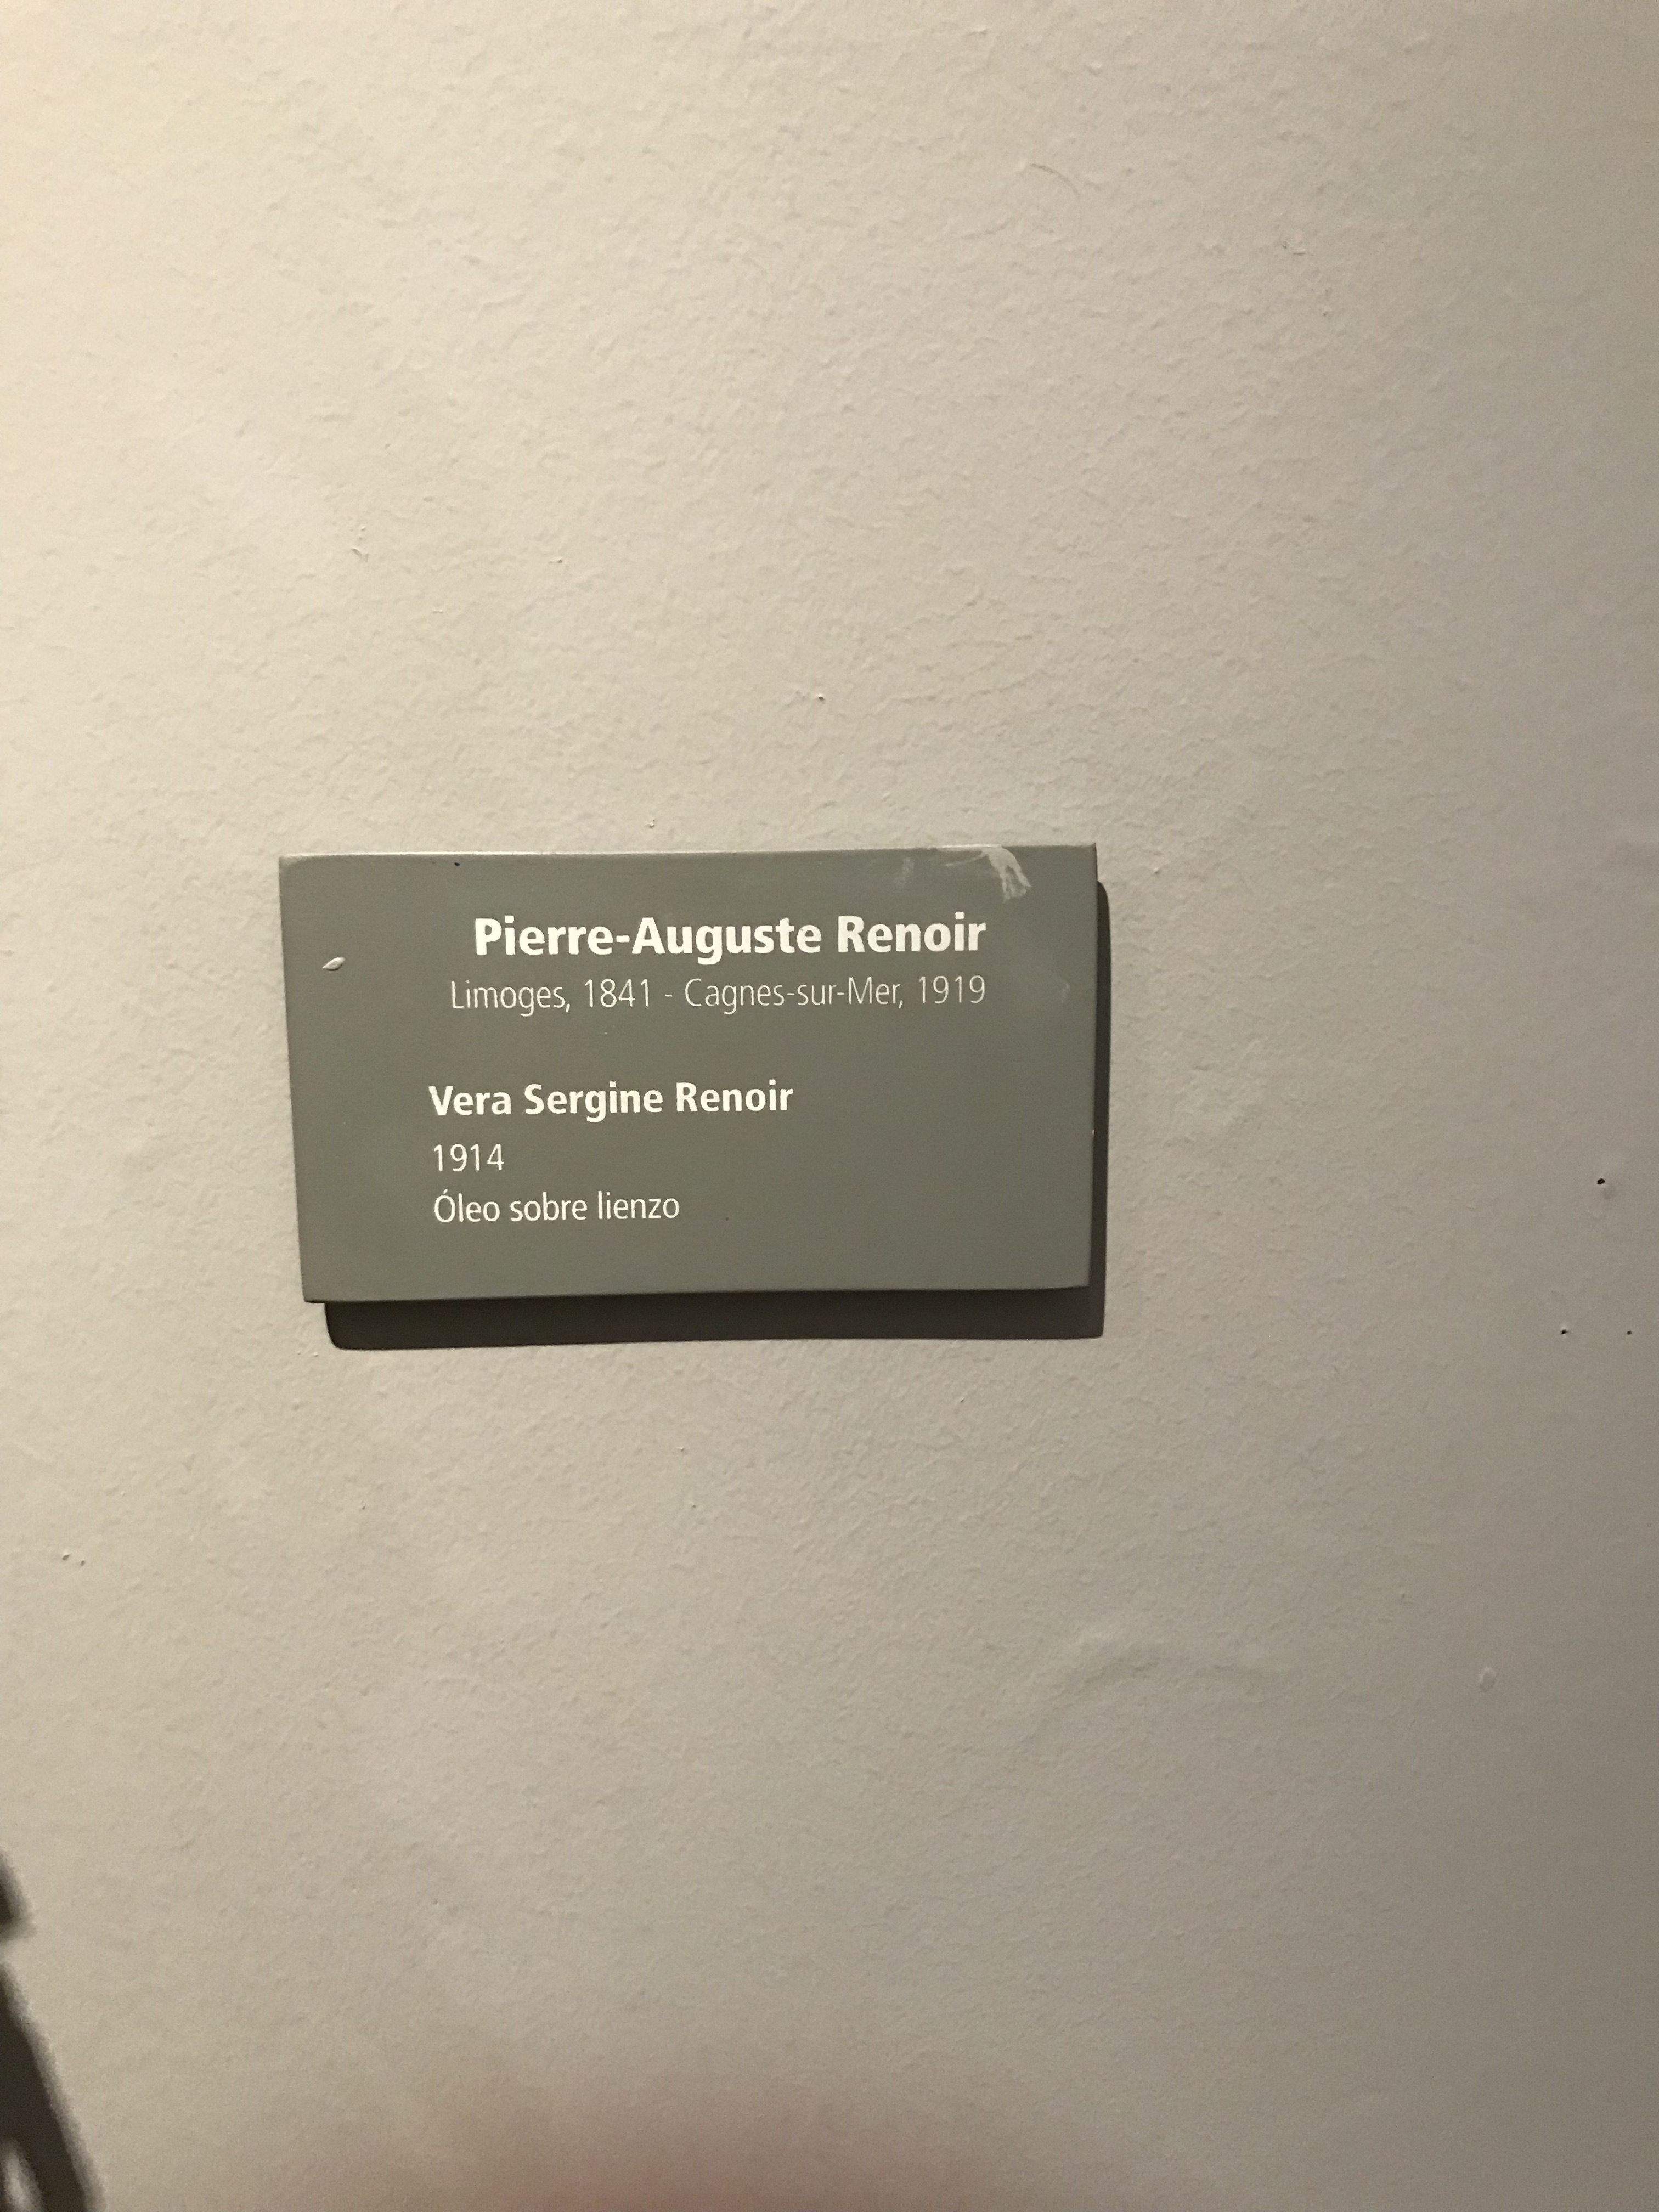 Pierre-Auguste Renoir
Limoges, 1841 - Cagnes-sur-Mer, 1919
Vera Sergine Renoir
1914
Óleo sobre lienzo